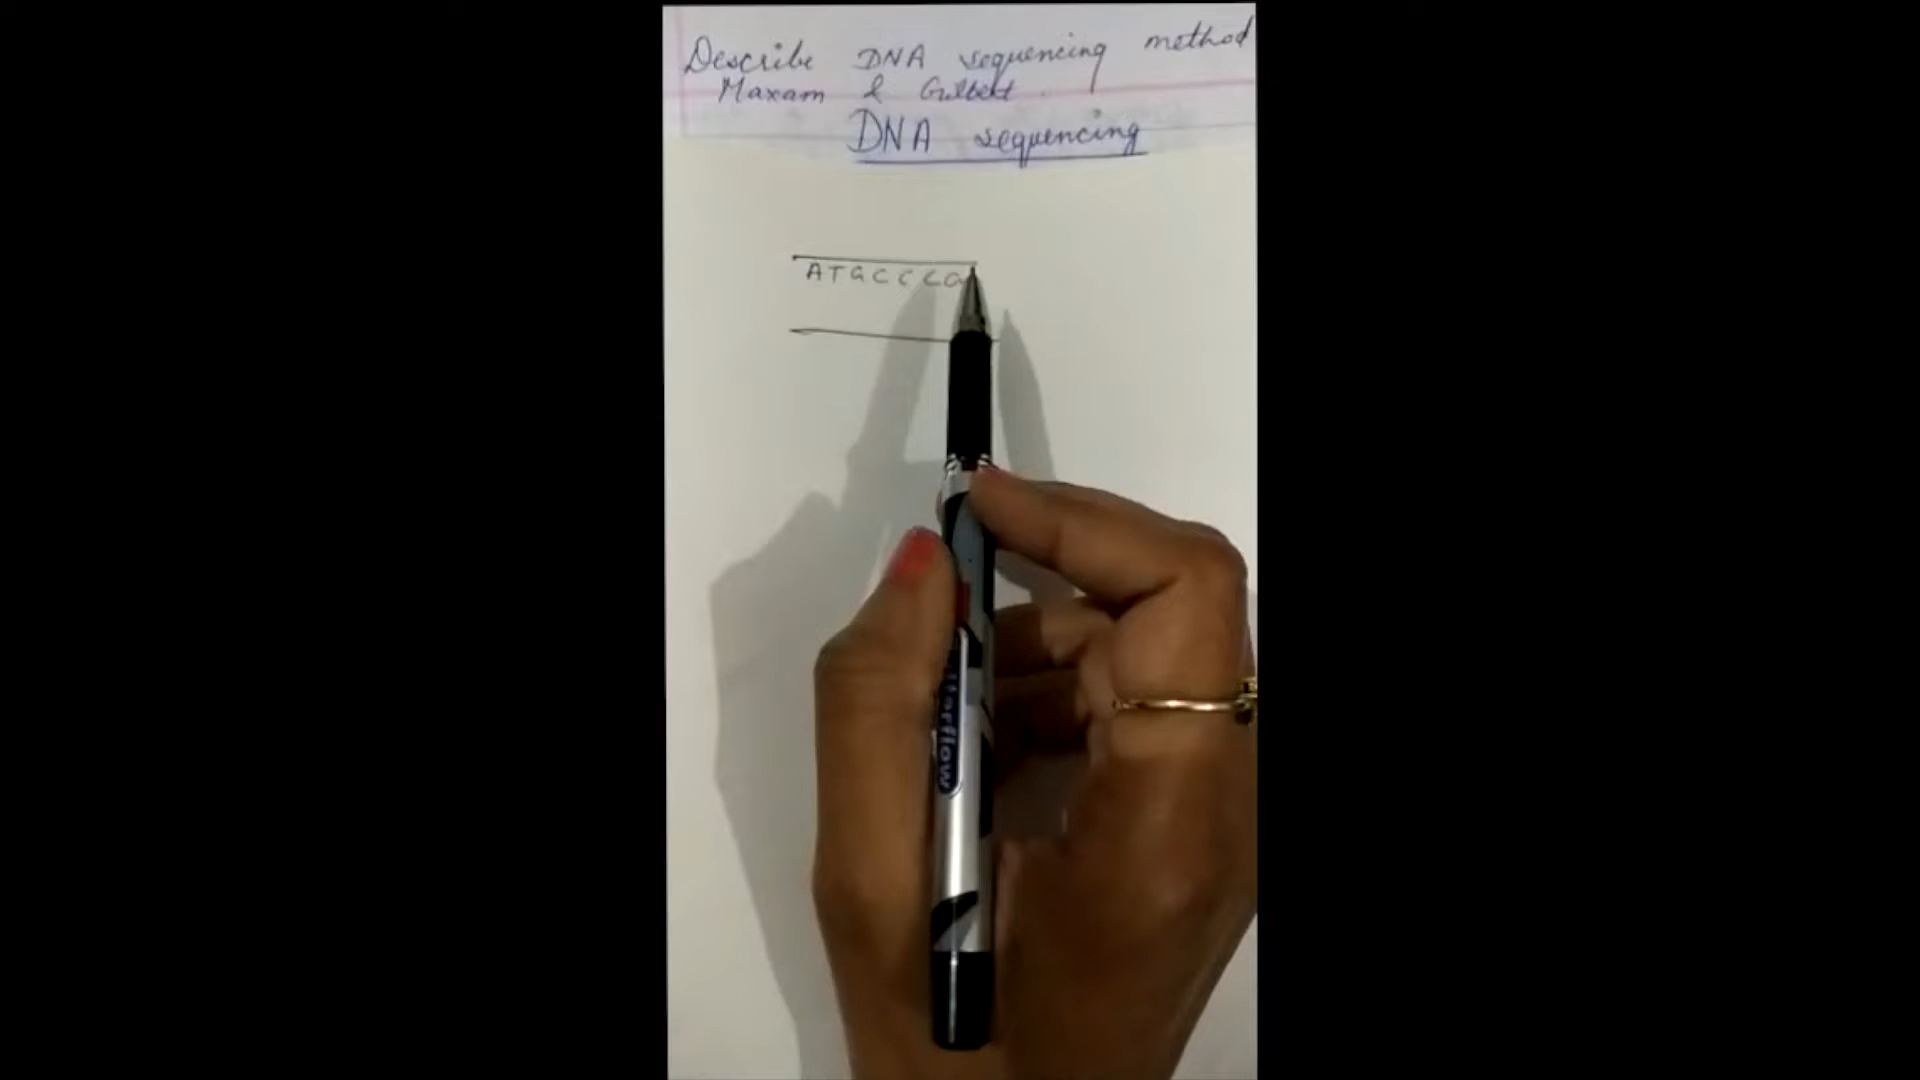 Describe DNA sequencing method
Maxam & Gilbert.
DNA sequencing
ATGCCCG